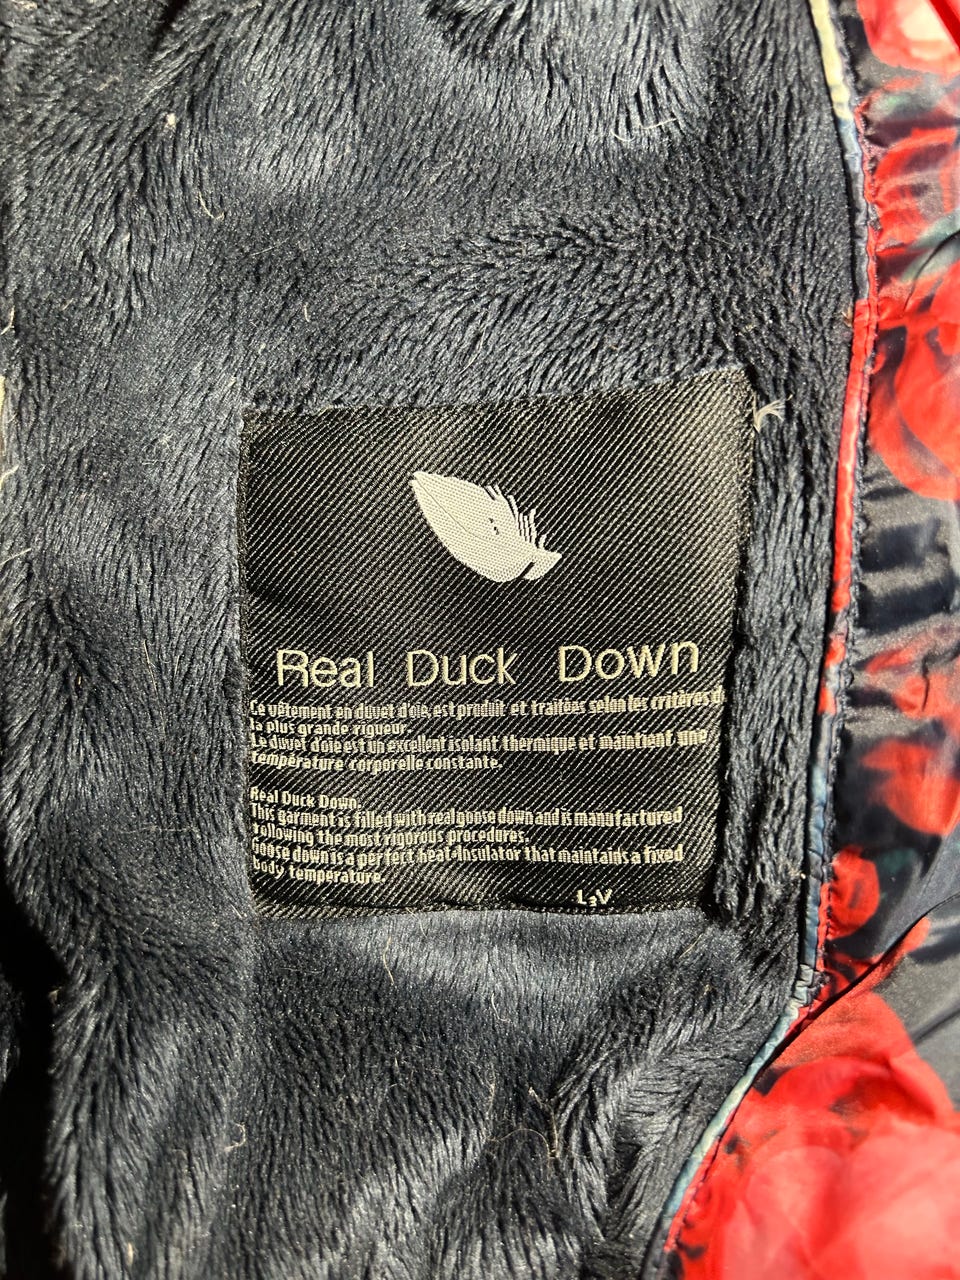 Real Duck Down
Ce vêtement en duvet d'oie, est produit et traitées selon les critères d
la plus grande rigueur.
Le duvet d'oie est un excellent isolant thermique et maintient une
température corporelle constante.
Real Duck Down.
This garment is filled with real goose down and is manufactured
following the most rigorous procedures.
Goose down is a perfect heat-insulator that maintains a fixed
body temperature.
L3V